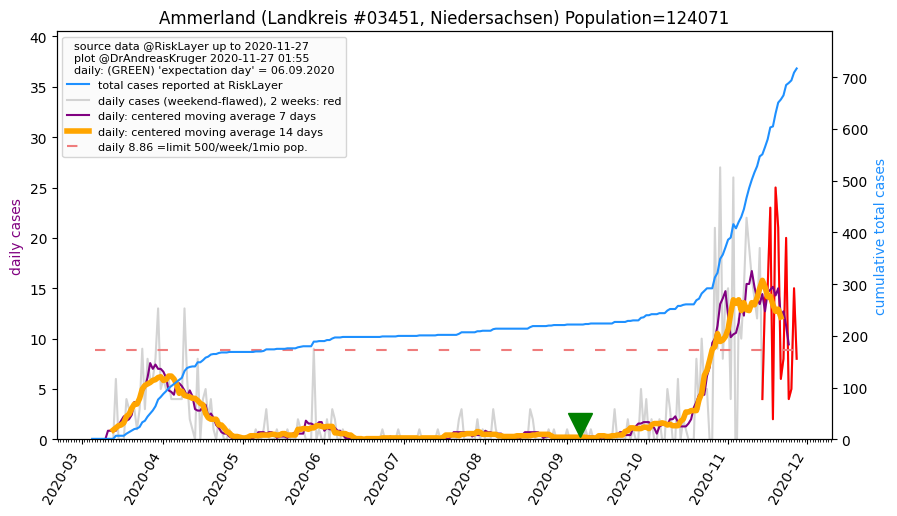 Ammerland (Landkreis #03451, Niedersachsen) Population=124071
source data @RiskLayer up to 2020-11-27
plot @DrAndreasKruger 2020-11-27 01:55
daily: (GREEN) 'expectation day' = 06.09.2020
total cases reported at RiskLayer
daily cases (weekend-flawed), 2 weeks: red
daily: centered moving average 7 days
daily: centered moving average 14 days
daily 8.86 =limit 500/week/1mio pop.
daily cases
40
35
30
25
20
15
10
5
0
cumulative total cases
700
600
500
400
300
200
100
0
2020-03
2020-04
2020-05
2020-06
2020-07
2020-08
2020-09
2020-10
2020-11
2020-12